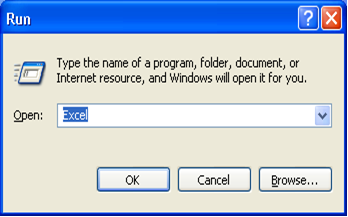 Run
Type the name of a program, folder, document, or
Internet resource, and Windows will open it for you.
Open: Excel
OK Cancel Browse...